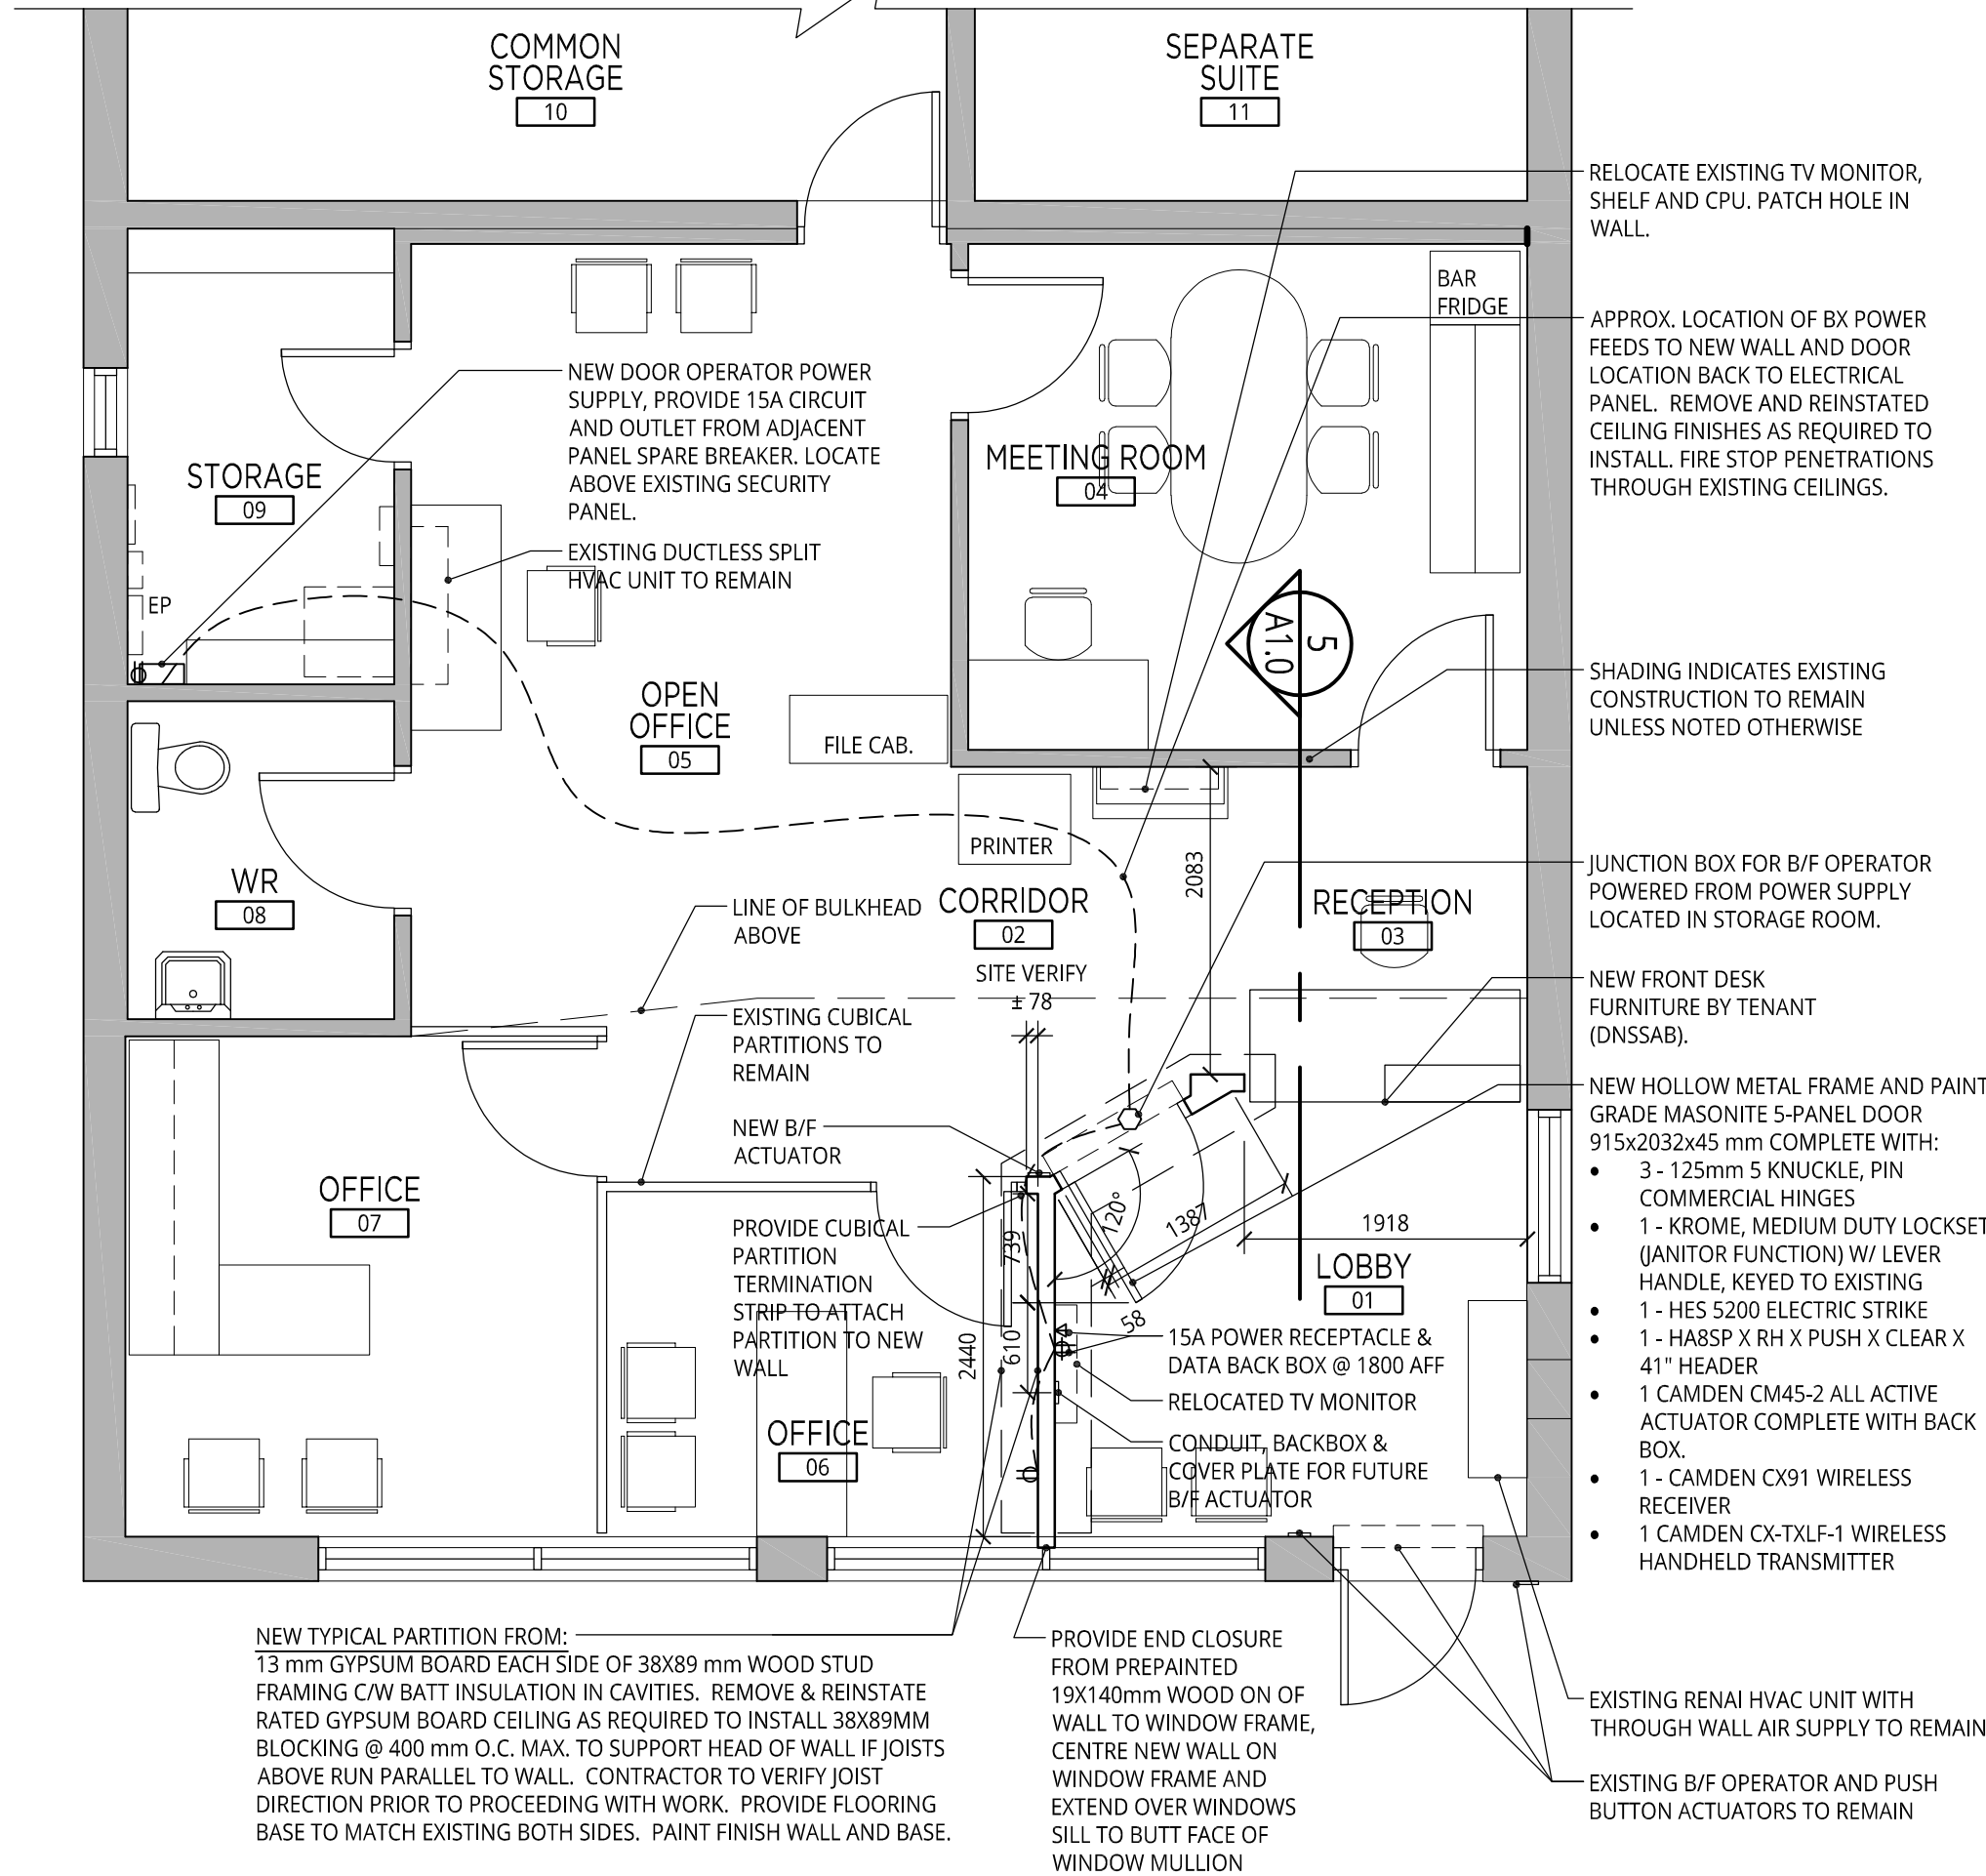 COMMON
STORAGE
10
SEPARATE
SUITE
11
RELOCATE EXISTING TV MONITOR,
SHELF AND CPU. PATCH HOLE IN
WALL.
BAR
FRIDGE
APPROX. LOCATION OF BX POWER
FEEDS TO NEW WALL AND DOOR
LOCATION BACK TO ELECTRICAL
PANEL. REMOVE AND REINSTATED
CEILING FINISHES AS REQUIRED TO
INSTALL. FIRE STOP PENETRATIONS
THROUGH EXISTING CEILINGS.
NEW DOOR OPERATOR POWER
SUPPLY, PROVIDE 15A CIRCUIT
AND OUTLET FROM ADJACENT
PANEL SPARE BREAKER. LOCATE
ABOVE EXISTING SECURITY
PANEL.
STORAGE
09
MEETING ROOM
04
EXISTING DUCTLESS SPLIT
HVAC UNIT TO REMAIN
EP
5
A1.0
SHADING INDICATES EXISTING
CONSTRUCTION TO REMAIN
UNLESS NOTED OTHERWISE
OPEN
OFFICE
05
FILE CAB.
PRINTER
2083
JUNCTION BOX FOR B/F OPERATOR
POWERED FROM POWER SUPPLY
LOCATED IN STORAGE ROOM.
WR
08
LINE OF BULKHEAD
ABOVE
CORRIDOR
02
RECEPTION
03
SITE VERIFY
±78
NEW FRONT DESK
FURNITURE BY TENANT
(DNSSAB).
EXISTING CUBICAL
PARTITIONS TO
REMAIN
NEW HOLLOW METAL FRAME AND PAINT
GRADE MASONITE 5-PANEL DOOR
915x2032x45 mm COMPLETE WITH:
• 3 - 125mm 5 KNUCKLE, PIN
COMMERCIAL HINGES
• 1 - KROME, MEDIUM DUTY LOCKSET
(JANITOR FUNCTION) W/ LEVER
HANDLE, KEYED TO EXISTING
• 1 - HES 5200 ELECTRIC STRIKE
• 1 - HA8SP X RH X PUSH X CLEAR X
41" HEADER
• 1 CAMDEN CM45-2 ALL ACTIVE
ACTUATOR COMPLETE WITH BACK
BOX.
• 1 - CAMDEN CX91 WIRELESS
RECEIVER
• 1 CAMDEN CX-TXLF-1 WIRELESS
HANDHELD TRANSMITTER
NEW B/F
ACTUATOR
OFFICE
07
PROVIDE CUBICAL
PARTITION
TERMINATION
STRIP TO ATTACH
PARTITION TO NEW
WALL
739
120°
1387
1918
LOBBY
01
58
2440
610
15A POWER RECEPTACLE &
DATA BACK BOX @ 1800 AFF
RELOCATED TV MONITOR
OFFICE
06
CONDUIT, BACKBOX &
COVER PLATE FOR FUTURE
B/F ACTUATOR
NEW TYPICAL PARTITION FROM:
13 mm GYPSUM BOARD EACH SIDE OF 38X89 mm WOOD STUD
FRAMING C/W BATT INSULATION IN CAVITIES. REMOVE & REINSTATE
RATED GYPSUM BOARD CEILING AS REQUIRED TO INSTALL 38X89MM
BLOCKING @ 400 mm O.C. MAX. TO SUPPORT HEAD OF WALL IF JOISTS
ABOVE RUN PARALLEL TO WALL. CONTRACTOR TO VERIFY JOIST
DIRECTION PRIOR TO PROCEEDING WITH WORK. PROVIDE FLOORING
BASE TO MATCH EXISTING BOTH SIDES. PAINT FINISH WALL AND BASE.
PROVIDE END CLOSURE
FROM PREPAINTED
19X140mm WOOD ON OF
WALL TO WINDOW FRAME,
CENTRE NEW WALL ON
WINDOW FRAME AND
EXTEND OVER WINDOWS
SILL TO BUTT FACE OF
WINDOW MULLION
EXISTING RENAI HVAC UNIT WITH
THROUGH WALL AIR SUPPLY TO REMAIN
EXISTING B/F OPERATOR AND PUSH
BUTTON ACTUATORS TO REMAIN